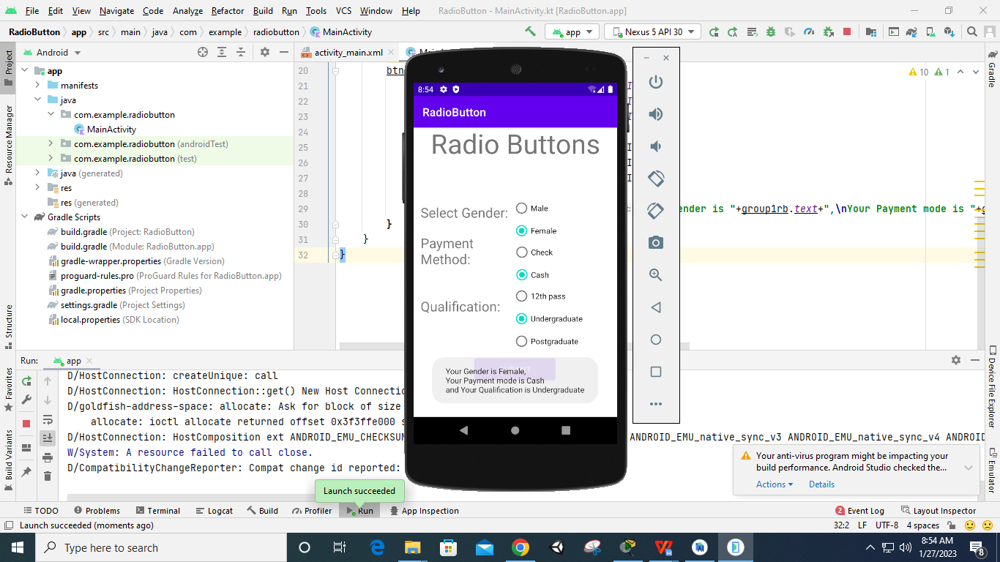 File Edit View Navigate Code Analyze Refactor Build Run Tools VCS Window Help RadioButton - MainActivity.kt [RadioButton.app]
RadioButton app src main java com example radiobutton MainActivity app Nexus 5 API 30
Project
Resource Manager
Structure
Favorites
Build Variants
Android
app
manifests
java
com.example.radiobutton
MainActivity
com.example.radiobutton (androidTest)
com.example.radiobutton (test)
java (generated)
res
res (generated)
Gradle Scripts
build.gradle (Project: RadioButton)
build.gradle (Module: RadioButton.app)
gradle-wrapper.properties (Gradle Version)
proguard-rules.pro (ProGuard Rules for RadioButton.app)
gradle.properties (Project Properties)
settings.gradle (Project Settings)
local.properties (SDK Location)
activity_main.xml
10 1
20 btn
21
22
23
24
25
26
27
28
29 ender is "+group1rb.text+",\nYour Payment mode is "+g
30 }
31 }
32 }
8:54
RadioButton
Radio Buttons
Select Gender:
Male
Female
Payment
Method:
Check
Cash
Qualification:
12th pass
Undergraduate
Postgraduate
Your Gender is Female,
Your Payment mode is Cash
and Your Qualification is Undergraduate
Gradle
Device File Explorer
Emulator
Run: app
D/HostConnection: createUnique: call
D/HostConnection: HostConnection::get() New Host Connection
D/goldfish-address-space: allocate: Ask for block of size
allocate: ioctl allocate returned offset 0x3f3ffe000 s
D/HostConnection: HostComposition ext ANDROID_EMU_CHECKSUM ANDROID_EMU_native_sync_v3 ANDROID_EMU_native_sync_v4 ANDROID
W/System: A resource failed to call close.
D/CompatibilityChangeReporter: Compat change id reported:
Your anti-virus program might be impacting your
build performance. Android Studio checked the...
Actions Details
Launch succeeded
TODO Problems Terminal Logcat Build Profiler Run App Inspection 2 Event Log Layout Inspector
Launch succeeded (moments ago) 32:2 LF UTF-8 4 spaces
Type here to search
8:54 AM
1/27/2023
8